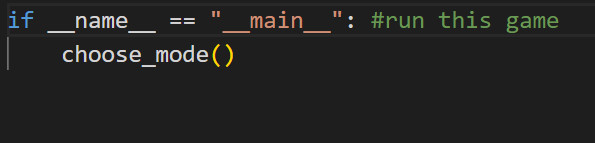 if __name__ == "__main__": #run this game
    choose_mode()